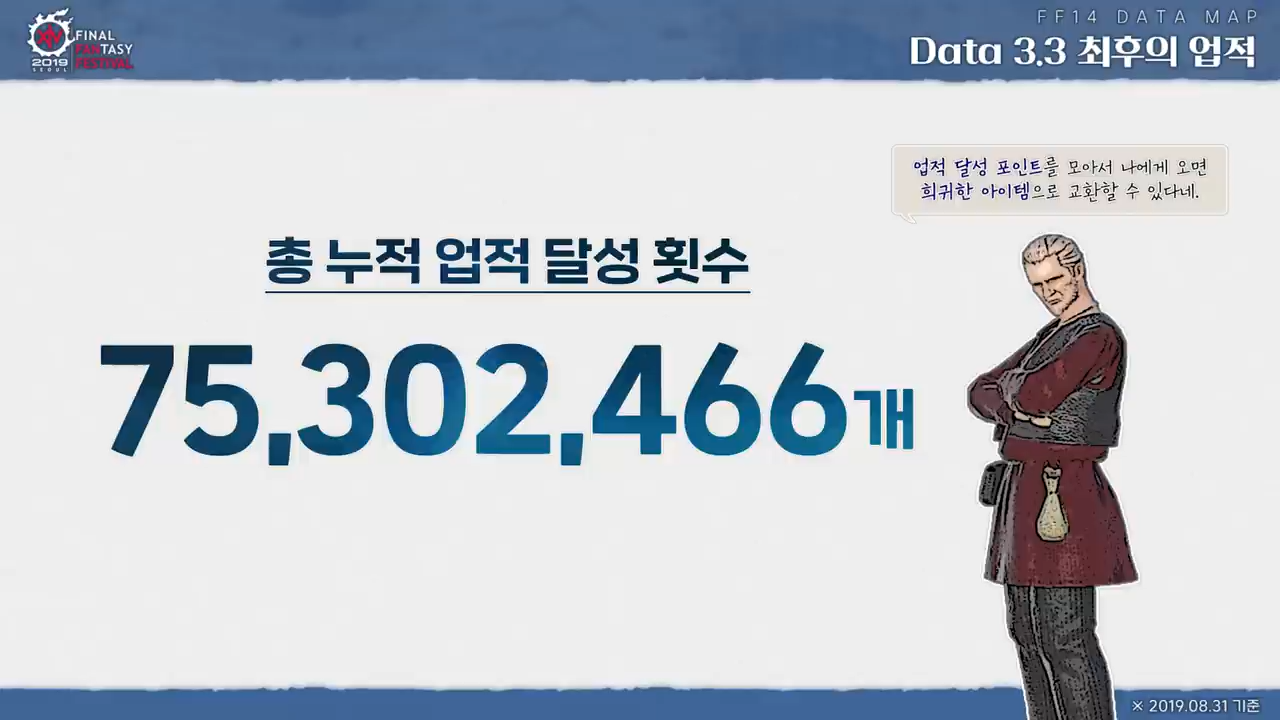 FINAL
FANTASY
FESTIVAL
XIV
2019
SEOUL
FF14 DATA MAP
Data 3.3 최후의 업적
업적 달성 포인트를 모아서 나에게 오면
희귀한 아이템으로 교환할 수 있다네.
총 누적 업적 달성 횟수
75,302,466개
× 2019.08.31 기준